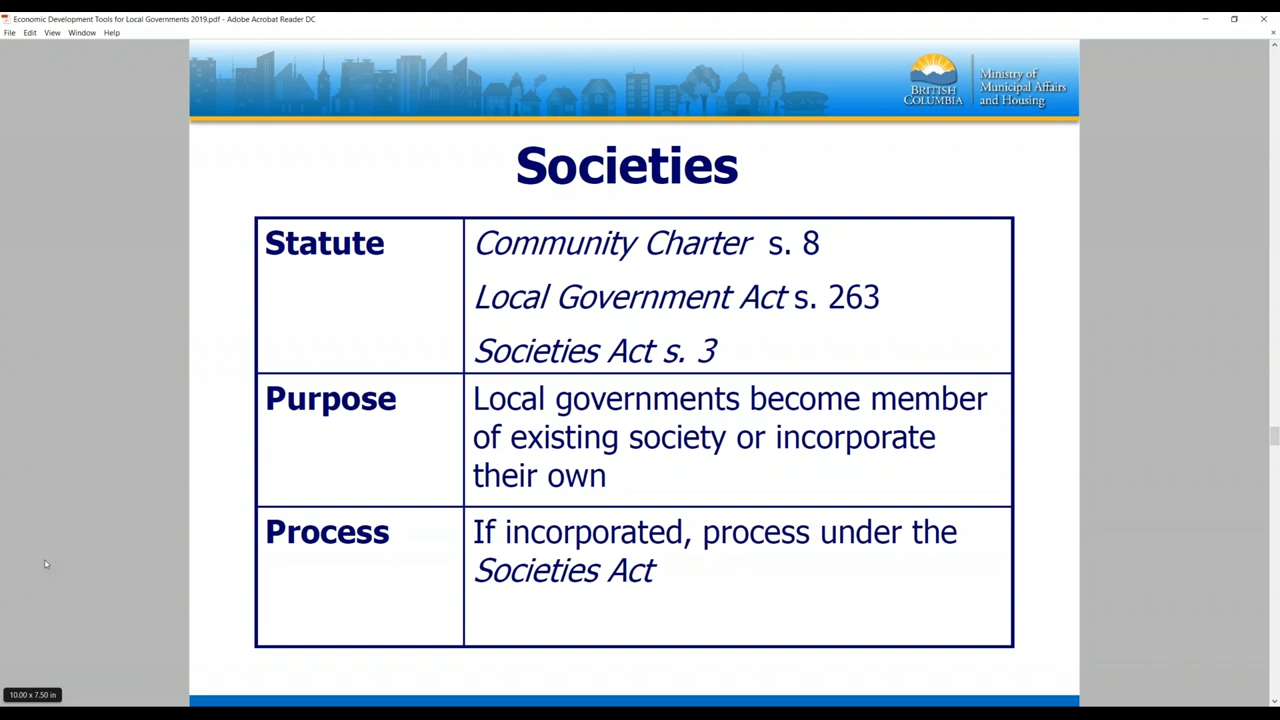 Economic Development Tools for Local Governments 2019.pdf - Adobe Acrobat Reader DC
File Edit View Window Help
BRITISH
COLUMBIA
Ministry of
Municipal Affairs
and Housing
Societies
Statute
Community Charter s. 8
Local Government Act s. 263
Societies Act s. 3
Purpose
Local governments become member
of existing society or incorporate
their own
Process
If incorporated, process under the
Societies Act
10.00 x 7.50 in